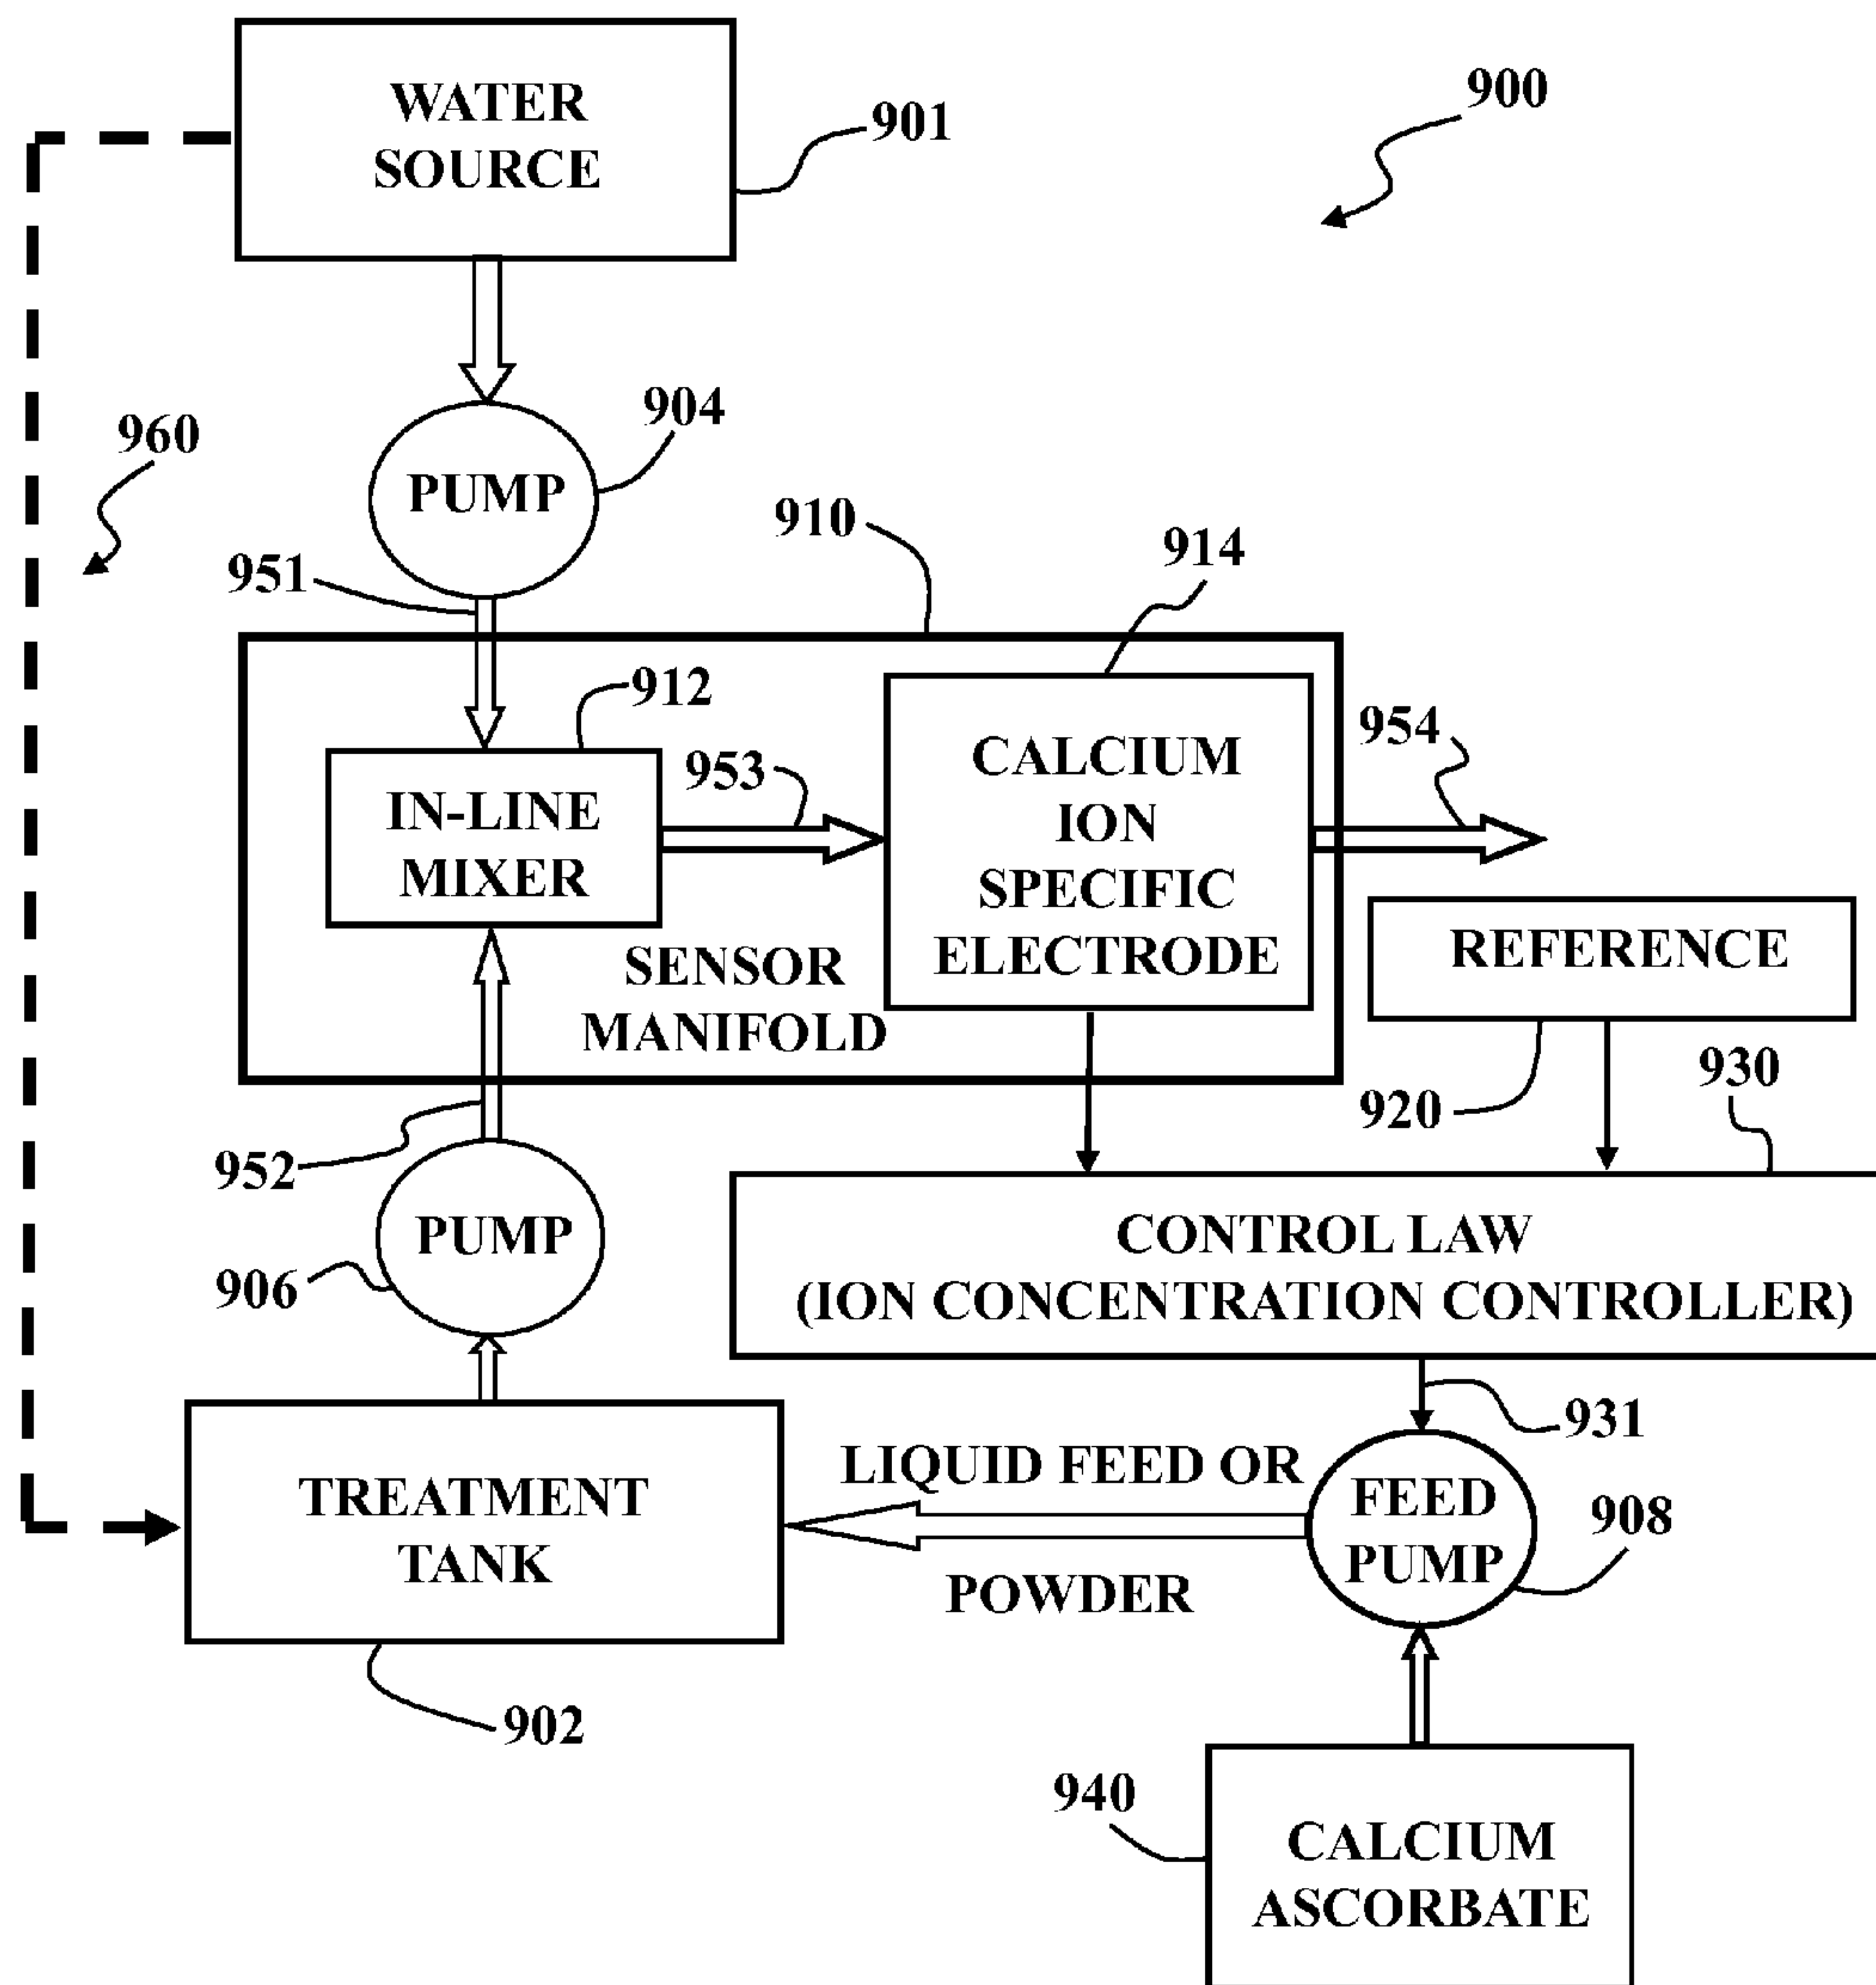 WATER
SOURCE
901
900
PUMP
904
960
951
910
914
912
IN-LINE
MIXER
953
CALCIUM
ION
SPECIFIC
ELECTRODE
954
SENSOR
MANIFOLD
REFERENCE
920
930
952
PUMP
906
CONTROL LAW
(ION CONCENTRATION CONTROLLER)
931
TREATMENT
TANK
902
LIQUID FEED OR
POWDER
FEED
PUMP
908
940
CALCIUM
ASCORBATE